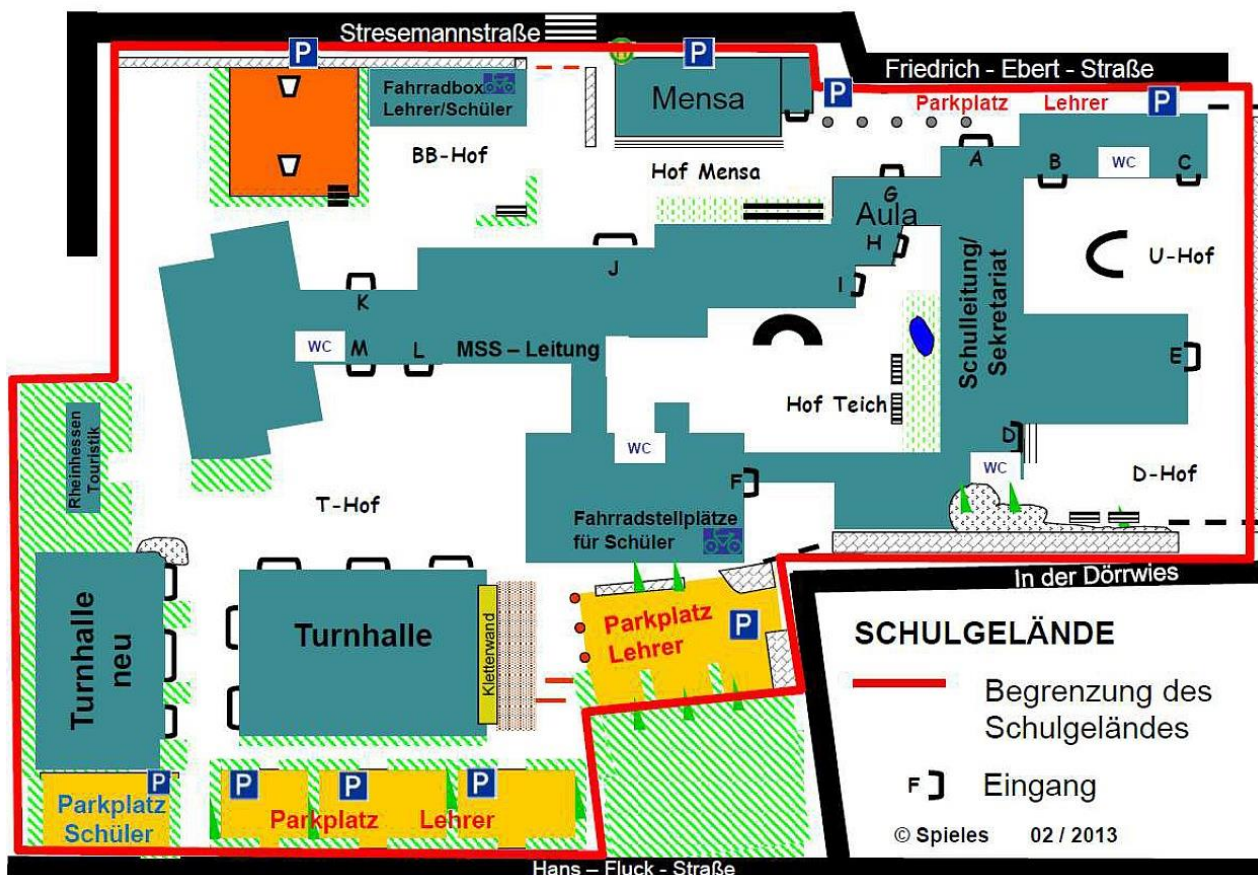 Stresemannstraße
P
H
P
Friedrich - Ebert - Straße
Fahrradbox
Lehrer/Schüler
Mensa
P
Parkplatz Lehrer
P
BB-Hof
Hof Mensa
A
B
WC
C
G
Aula
H
U-Hof
J
I
K
Schulleitung/
Sekretariat
WC
M
L
MSS – Leitung
E
Hof Teich
Rheinhessen
Touristik
D
WC
WC
D-Hof
T-Hof
F
Fahrradstellplätze
für Schüler
In der Dörrwies
Turnhalle
neu
Turnhalle
Kletterwand
Parkplatz
Lehrer
P
SCHULGELÄNDE
Begrenzung des
Schulgeländes
F Eingang
© Spieles 02 / 2013
P
P
P
P
Parkplatz
Schüler
Parkplatz Lehrer
Hans – Fluck - Straße